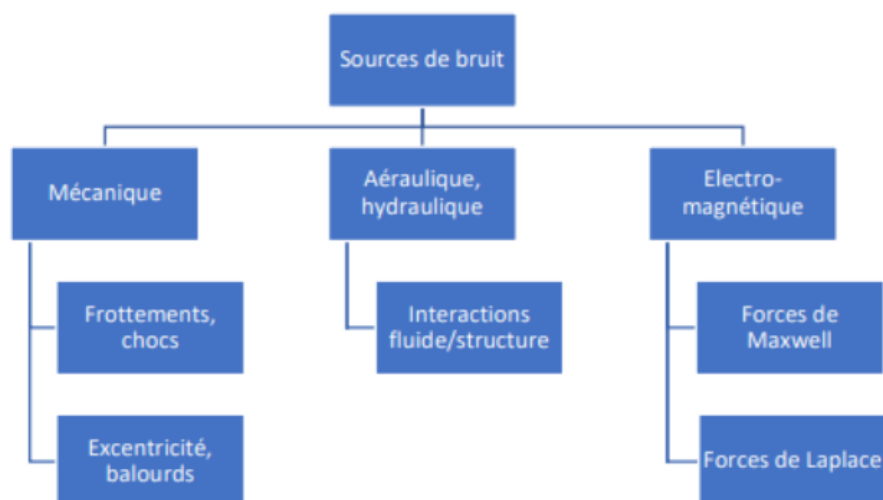 Sources de bruit
Mécanique
Aéraulique,
hydraulique
Electro-
magnétique
Frottements,
chocs
Interactions
fluide/structure
Forces de
Maxwell
Excentricité,
balourds
Forces de Laplace